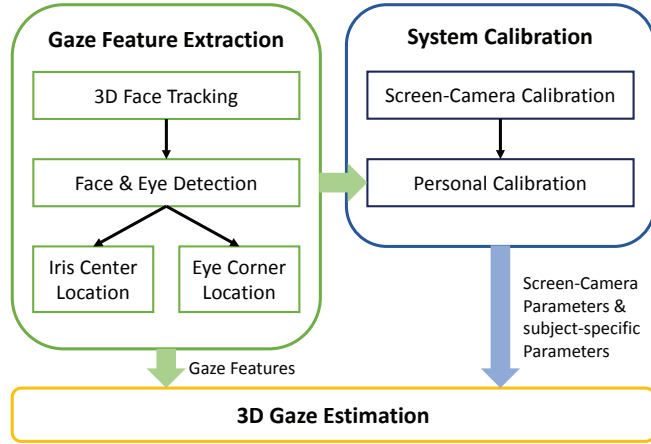 Gaze Feature Extraction
3D Face Tracking
Face & Eye Detection
Iris Center
Location
Eye Corner
Location
System Calibration
Screen-Camera Calibration
Personal Calibration
Gaze Features
Screen-Camera
Parameters &
subject-specific
Parameters
3D Gaze Estimation